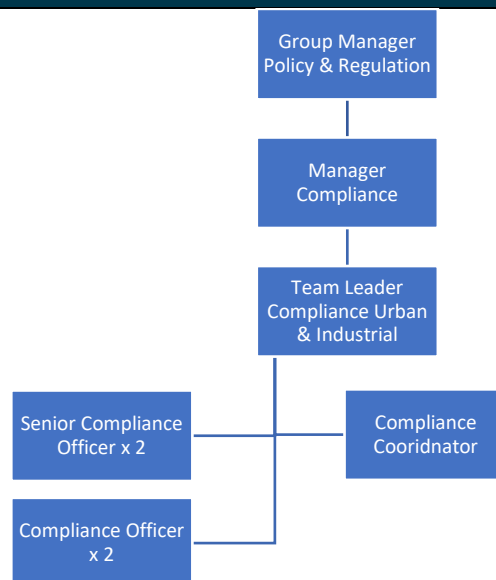 Group Manager
Policy & Regulation
Manager
Compliance
Team Leader
Compliance Urban
& Industrial
Senior Compliance
Officer x 2
Compliance
Cooridnator
Compliance Officer
x 2